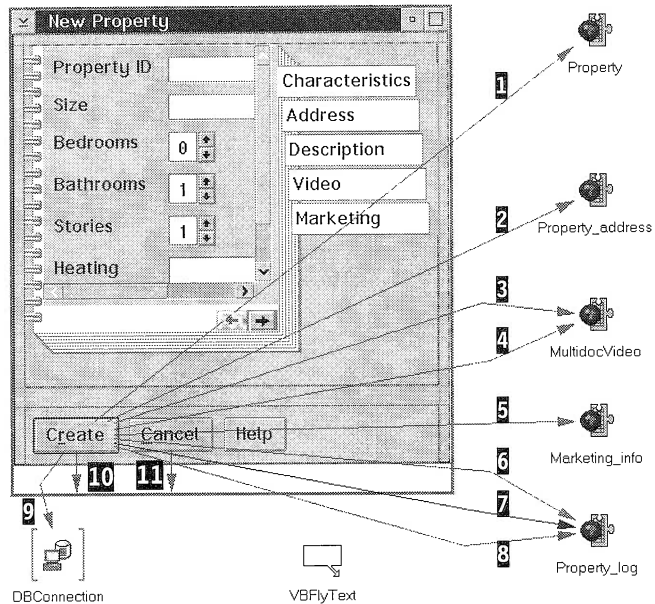 New Property
Property ID
Size
Bedrooms 0
Bathrooms 1
Stories 1
Heating
Characteristics
Address
Description
Video
Marketing
Create Cancel Help
1
Property
2
Property_address
3
4
MultidocVideo
5
Marketing_info
6
7
8
Property_log
9
10
11
DBConnection
VBFlyText